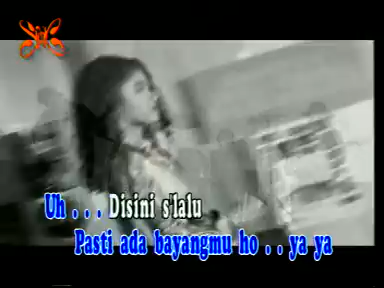 Uh . . . Disini s'lalu
Pasti ada bayangmu ho . . ya ya